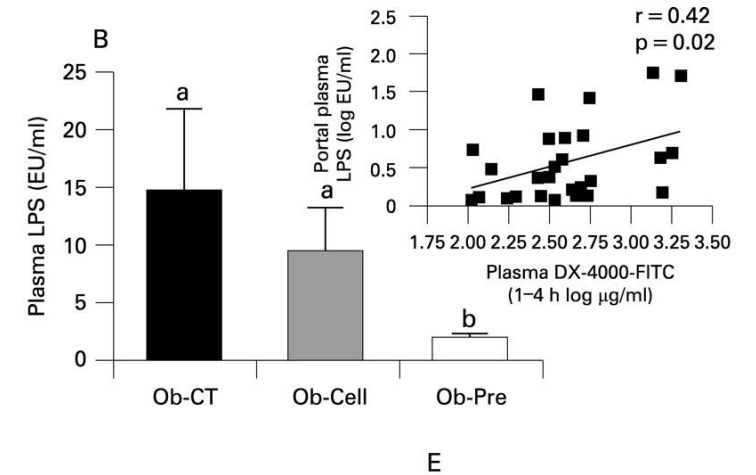 B
Plasma LPS (EU/ml)
25
20
15
10
5
0
a
a
b
Ob-CT
Ob-Cell
Ob-Pre
Portal plasma
LPS (log EU/ml)
2.5
2.0
1.5
1.0
0.5
0
r = 0.42
p = 0.02
1.75 2.00 2.25 2.50 2.75 3.00 3.25 3.50
Plasma DX-4000-FITC
(1–4 h log μg/ml)
E